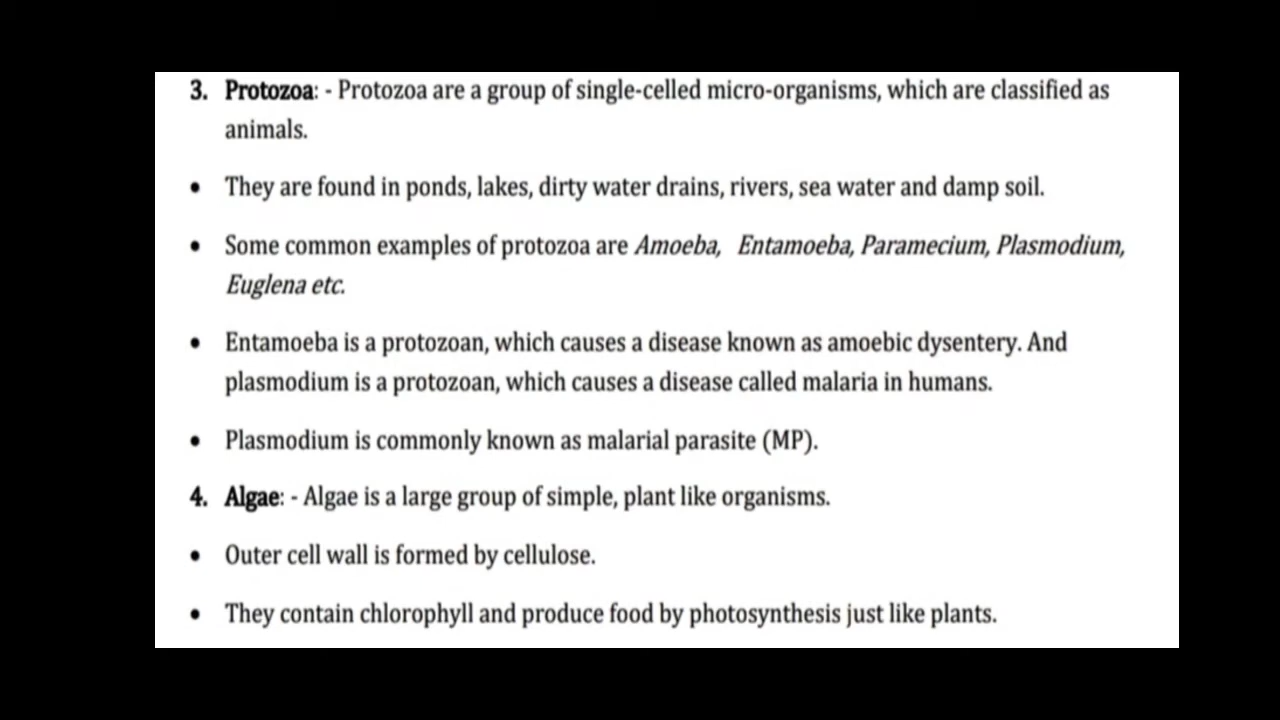 3. Protozoa: - Protozoa are a group of single-celled micro-organisms, which are classified as
animals.
• They are found in ponds, lakes, dirty water drains, rivers, sea water and damp soil.
• Some common examples of protozoa are Amoeba, Entamoeba, Paramecium, Plasmodium,
Euglena etc.
• Entamoeba is a protozoan, which causes a disease known as amoebic dysentery. And
plasmodium is a protozoan, which causes a disease called malaria in humans.
• Plasmodium is commonly known as malarial parasite (MP).
4. Algae: - Algae is a large group of simple, plant like organisms.
• Outer cell wall is formed by cellulose.
• They contain chlorophyll and produce food by photosynthesis just like plants.